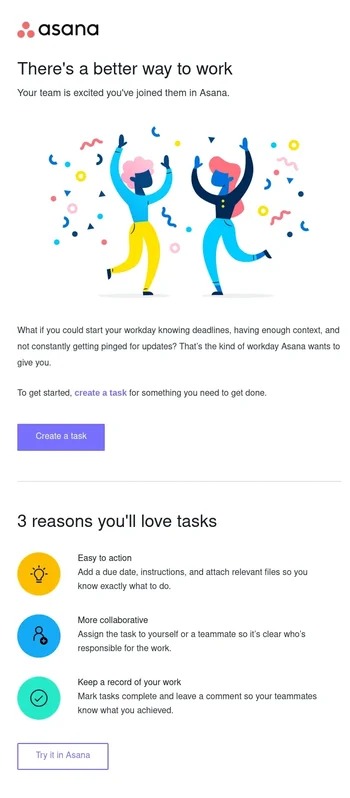 asana
There's a better way to work
Your team is excited you've joined them in Asana.
What if you could start your workday knowing deadlines, having enough context, and
not constantly getting pinged for updates? That's the kind of workday Asana wants to
give you.
To get started, create a task for something you need to get done.
Create a task
3 reasons you'll love tasks
Easy to action
Add a due date, instructions, and attach relevant files so you
know exactly what to do.
More collaborative
Assign the task to yourself or a teammate so it's clear who's
responsible for the work.
Keep a record of your work
Mark tasks complete and leave a comment so your teammates
know what you achieved.
Try it in Asana